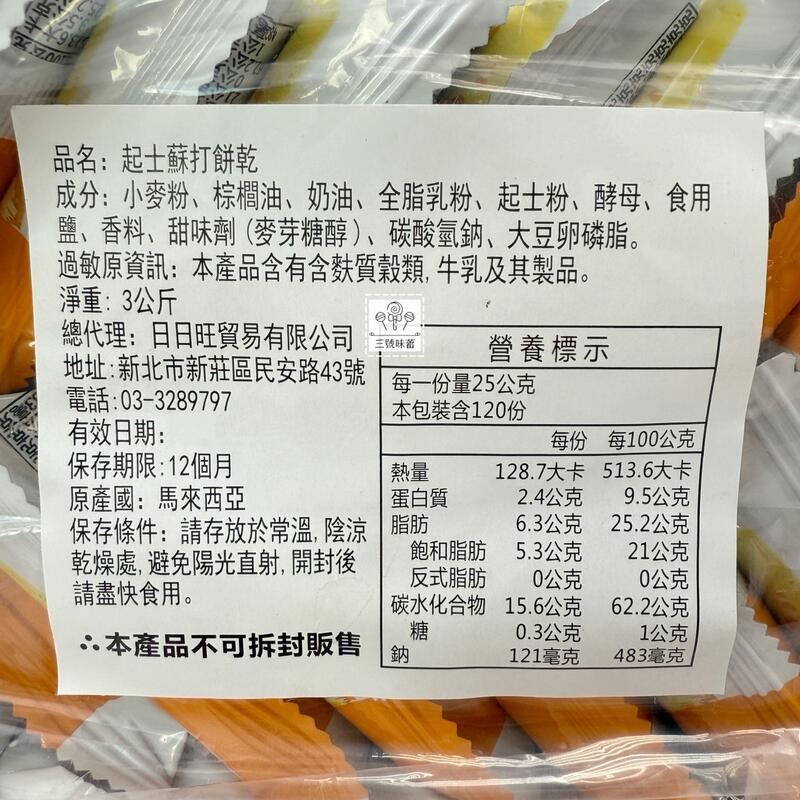 品名: 起士蘇打餅乾
成分: 小麥粉、棕櫚油、奶油、全脂乳粉、起士粉、酵母、食用
鹽、香料、甜味劑(麥芽糖醇)、碳酸氫鈉、大豆卵磷脂。
過敏原資訊: 本產品含有含麩質穀類,牛乳及其製品。
淨重: 3公斤
總代理: 日日旺貿易有限公司
地址:新北市新莊區民安路43號
電話:03-3289797
有效日期:
保存期限:12個月
原產國: 馬來西亞
保存條件: 請存放於常溫,陰涼
乾燥處,避免陽光直射,開封後
請盡快食用。
∴本產品不可拆封販售
三號味蕾
營養標示
每一份量25公克
本包裝含120份
每份 每100公克
熱量 128.7大卡 513.6大卡
蛋白質 2.4公克 9.5公克
脂肪 6.3公克 25.2公克
飽和脂肪 5.3公克 21公克
反式脂肪 0公克 0公克
碳水化合物 15.6公克 62.2公克
糖 0.3公克 1公克
鈉 121毫克 483毫克